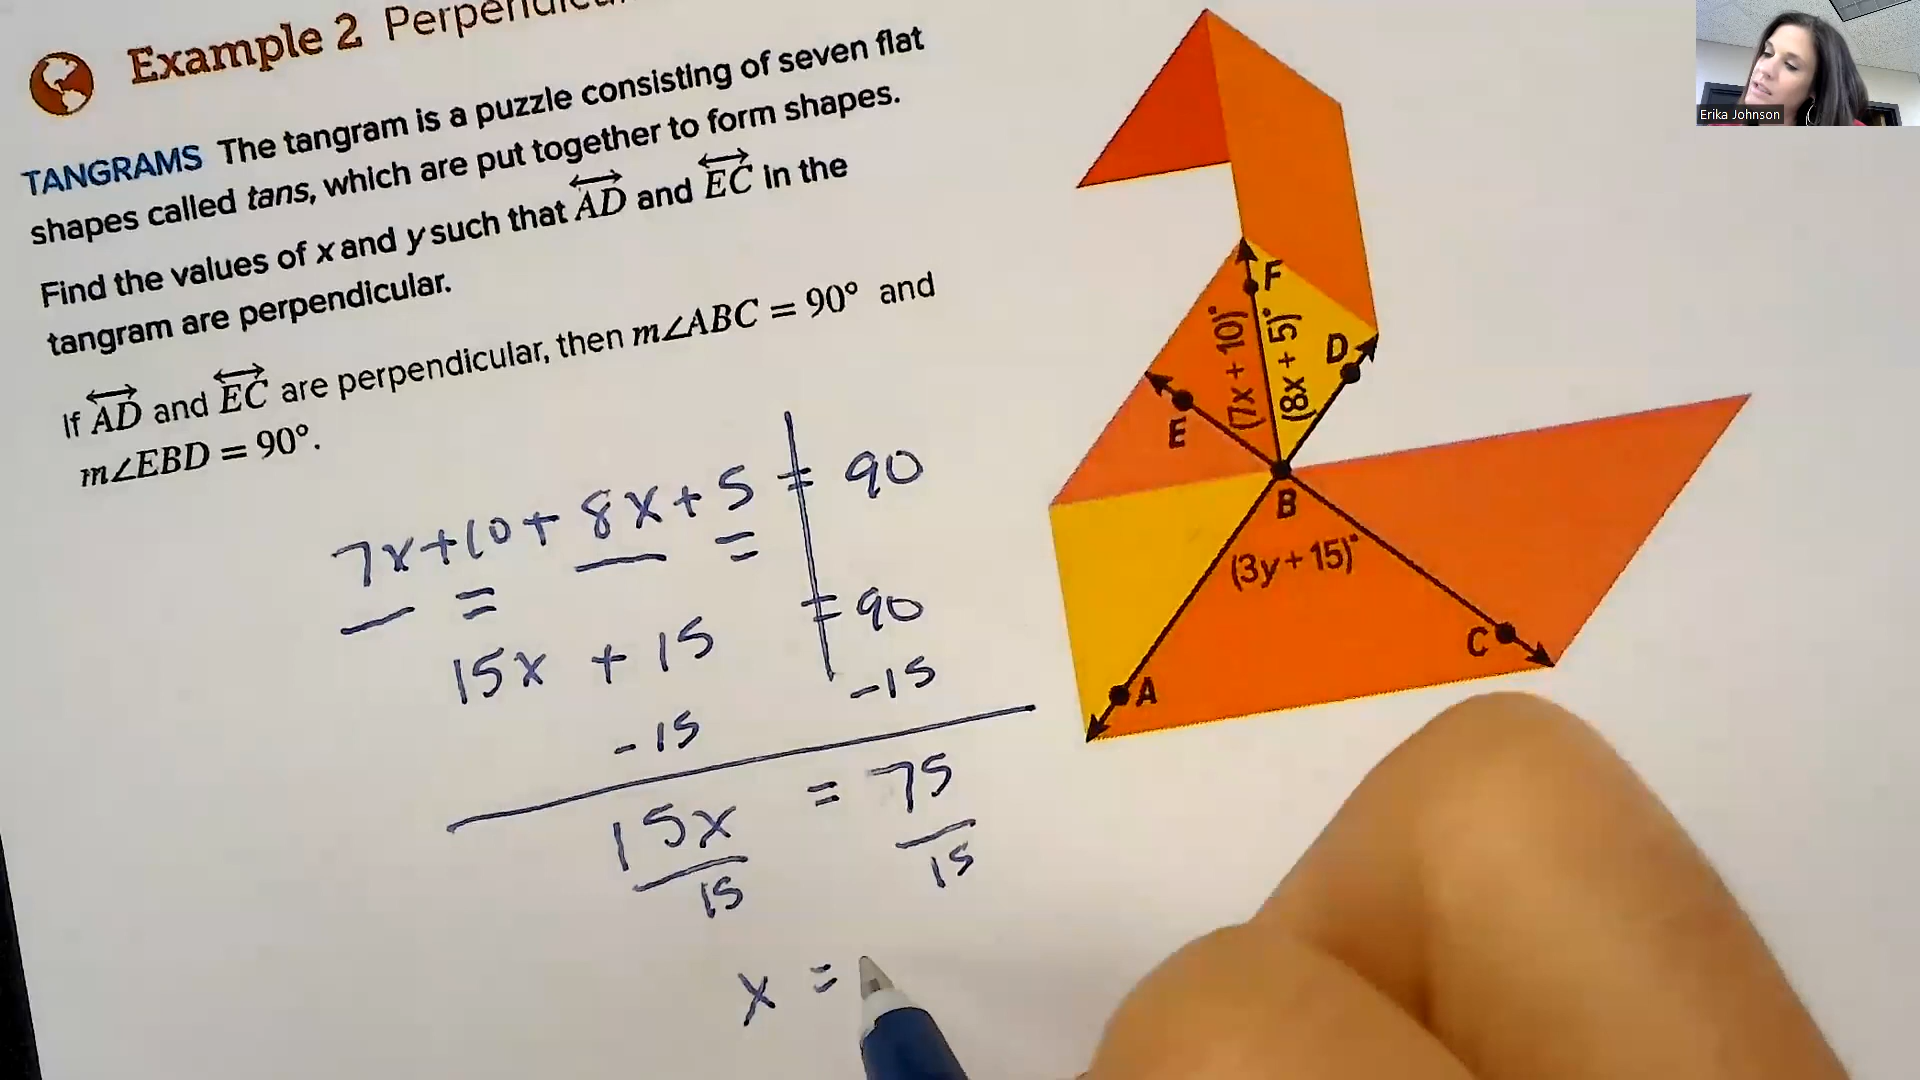 Example 2 Perpendicu
TANGRAMS The tangram is a puzzle consisting of seven flat
shapes called tans, which are put together to form shapes.
Find the values of x and y such that AD and EC in the
tangram are perpendicular.
If AD and EC are perpendicular, then m∠ABC = 90° and
m∠EBD = 90°.
7x+10+8x+5 = 90
15x + 15 = 90
-15 -15
15x = 75
15 15
x =
F
(7x + 10)°
(8x + 5)°
D
E
B
(3y + 15)°
C
A
Erika Johnson